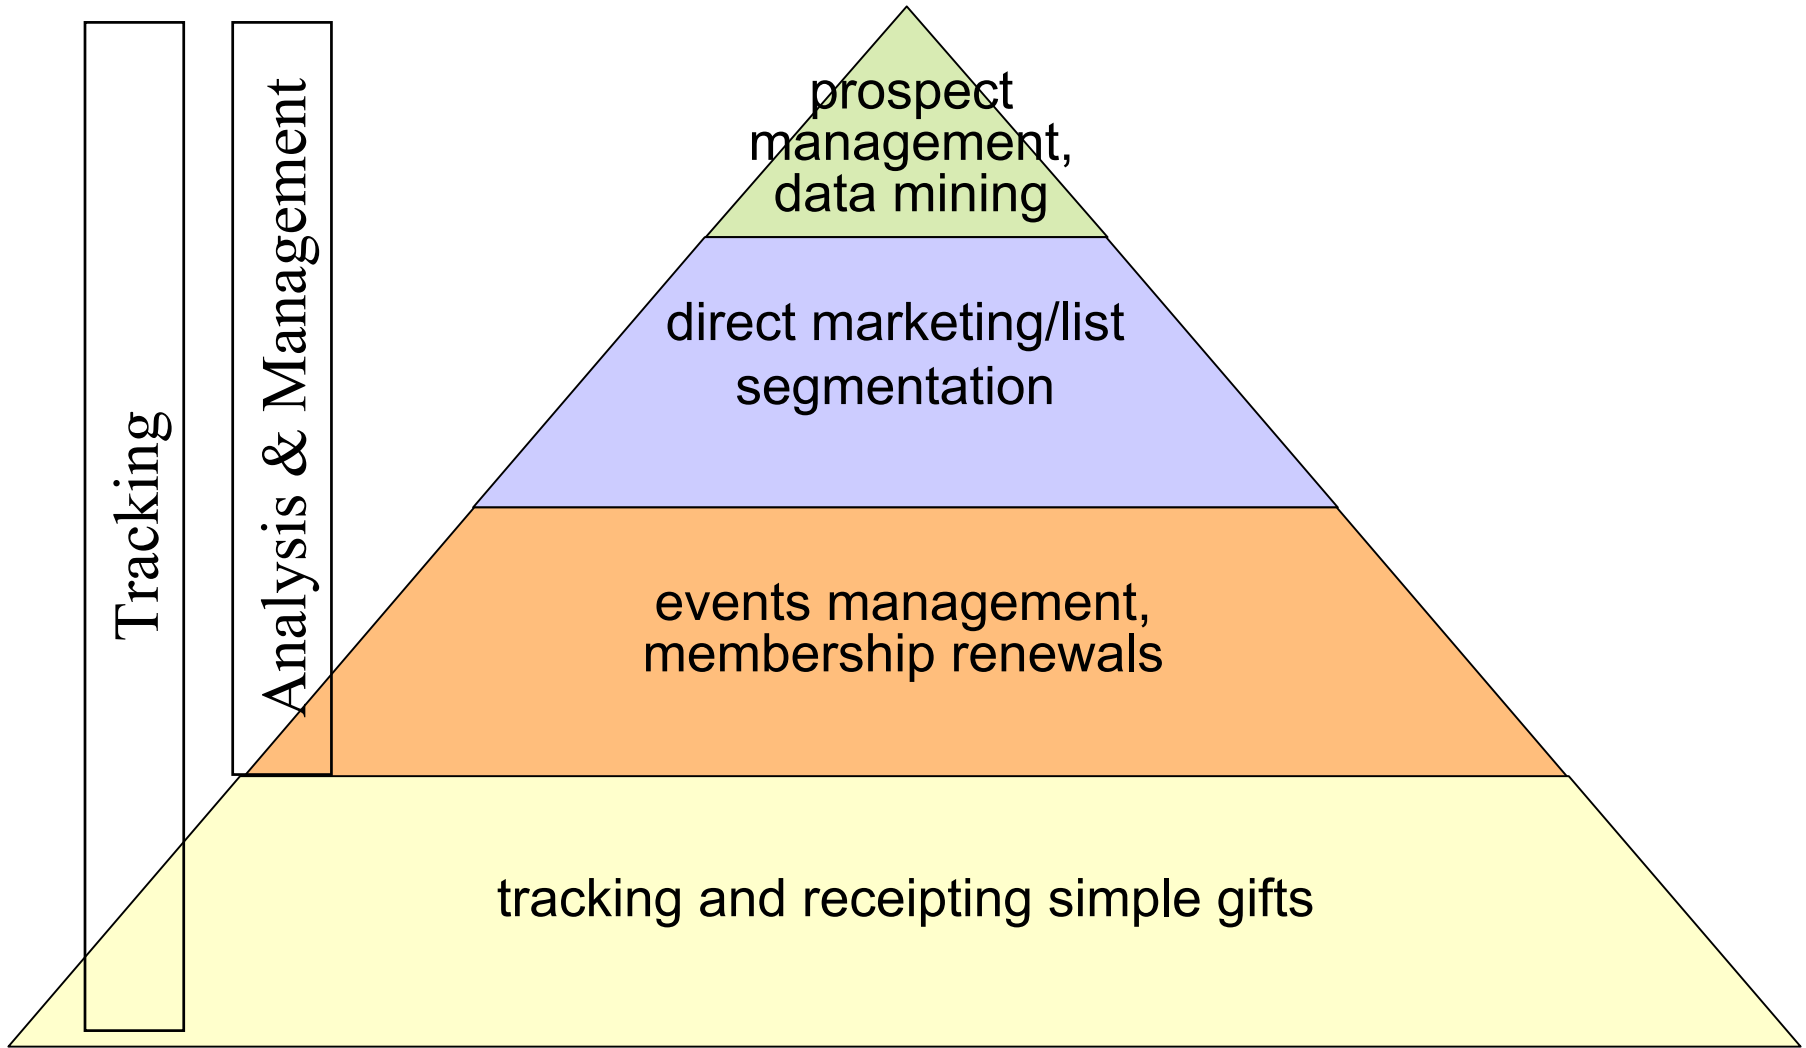 Tracking
Analysis & Management
prospect
management,
data mining
direct marketing/list
segmentation
events management,
membership renewals
tracking and receipting simple gifts